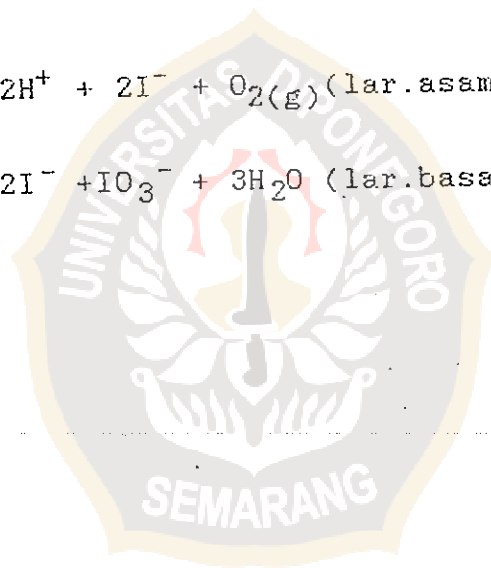 2H⁺ + 2I⁻ + O₂(g)(lar.asam
2I⁻ +IO₃⁻ + 3H₂O (lar.basa
UNIVERSITAS DIPONEGORO
SEMARANG